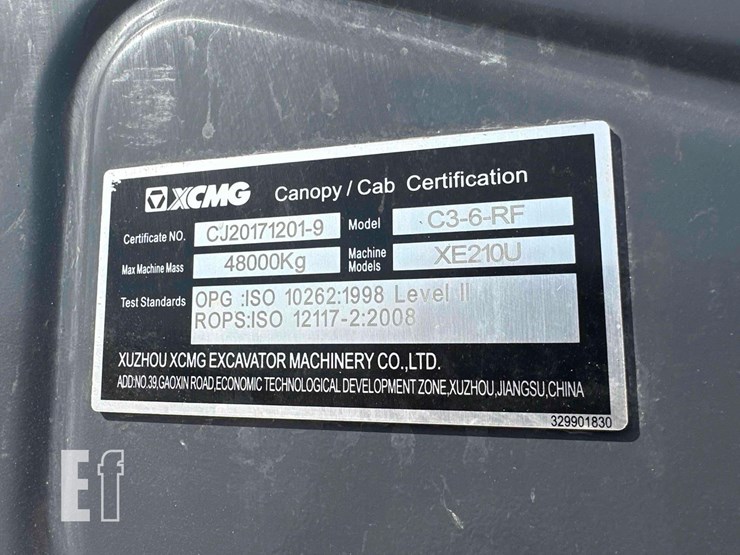 XCMG Canopy / Cab Certification
Certificate NO. CJ20171201-9 Model C3-6-RF
Max Machine Mass 48000Kg Machine Models XE210U
Test Standards OPG :ISO 10262:1998 Level II
ROPS:ISO 12117-2:2008
XUZHOU XCMG EXCAVATOR MACHINERY CO.,LTD.
ADD:NO.39,GAOXIN ROAD,ECONOMIC TECHNOLOGICAL DEVELOPMENT ZONE,XUZHOU,JIANGSU,CHINA
329901830
Ef